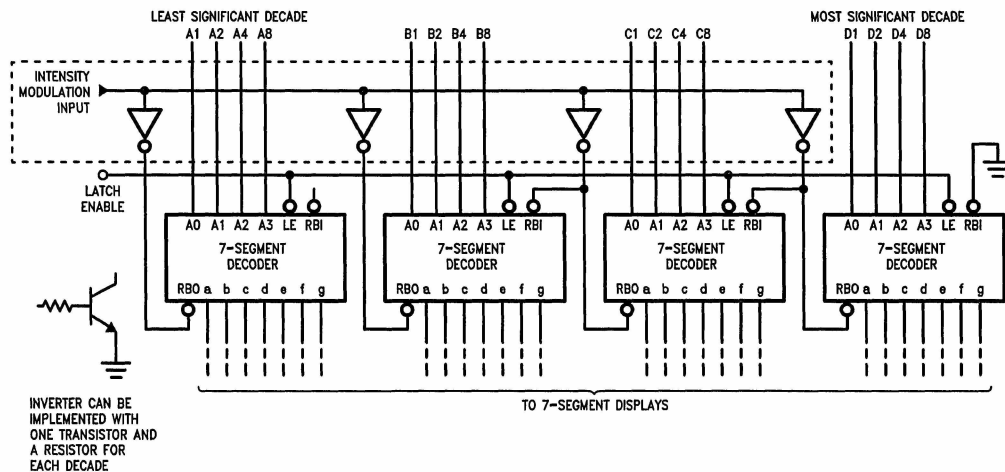 LEAST SIGNIFICANT DECADE
MOST SIGNIFICANT DECADE
A1 A2 A4 A8
B1 B2 B4 B8
C1 C2 C4 C8
D1 D2 D4 D8
INTENSITY
MODULATION
INPUT
LATCH
ENABLE
A0 A1 A2 A3 LE RBI
A0 A1 A2 A3 LE RBI
A0 A1 A2 A3 LE RBI
A0 A1 A2 A3 LE RBI
7-SEGMENT
DECODER
7-SEGMENT
DECODER
7-SEGMENT
DECODER
7-SEGMENT
DECODER
RBO a b c d e f g
RBO a b c d e f g
RBO a b c d e f g
RBO a b c d e f g
TO 7-SEGMENT DISPLAYS
INVERTER CAN BE
IMPLEMENTED WITH
ONE TRANSISTOR AND
A RESISTOR FOR
EACH DECADE